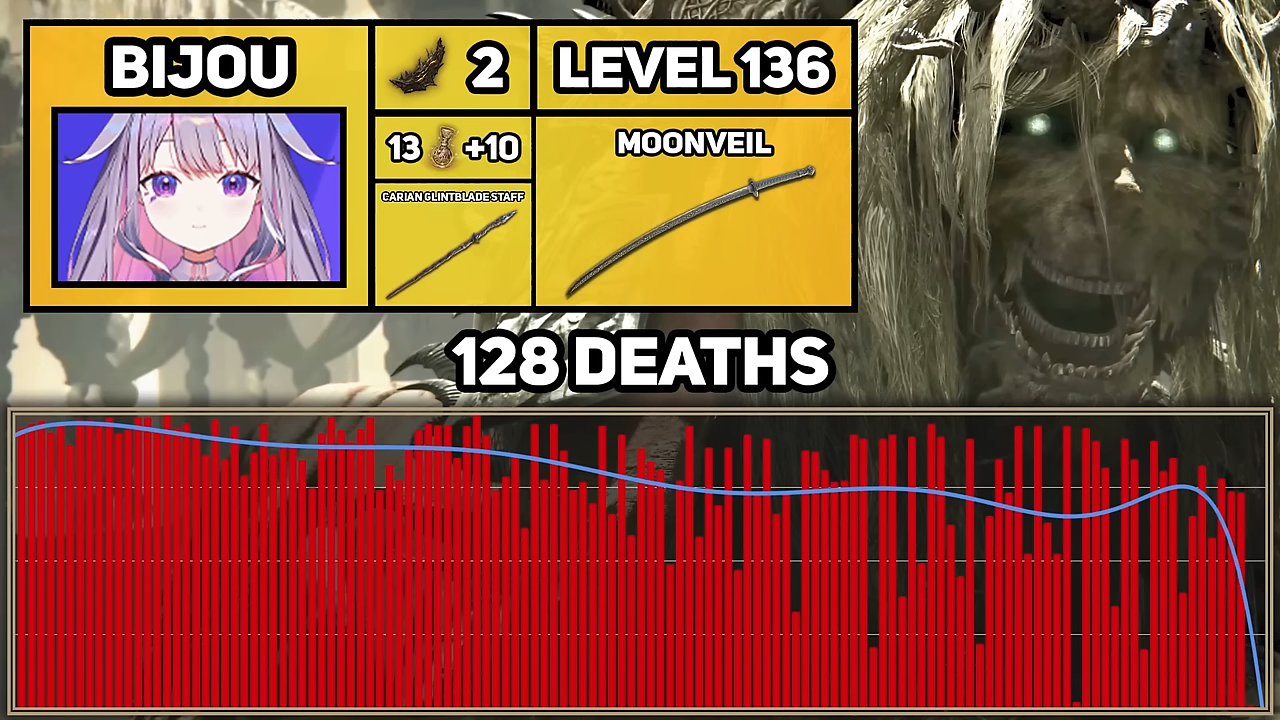 BIJOU
2
LEVEL 136
13 +10
MOONVEIL
CARIAN GLINTBLADE STAFF
128 DEATHS